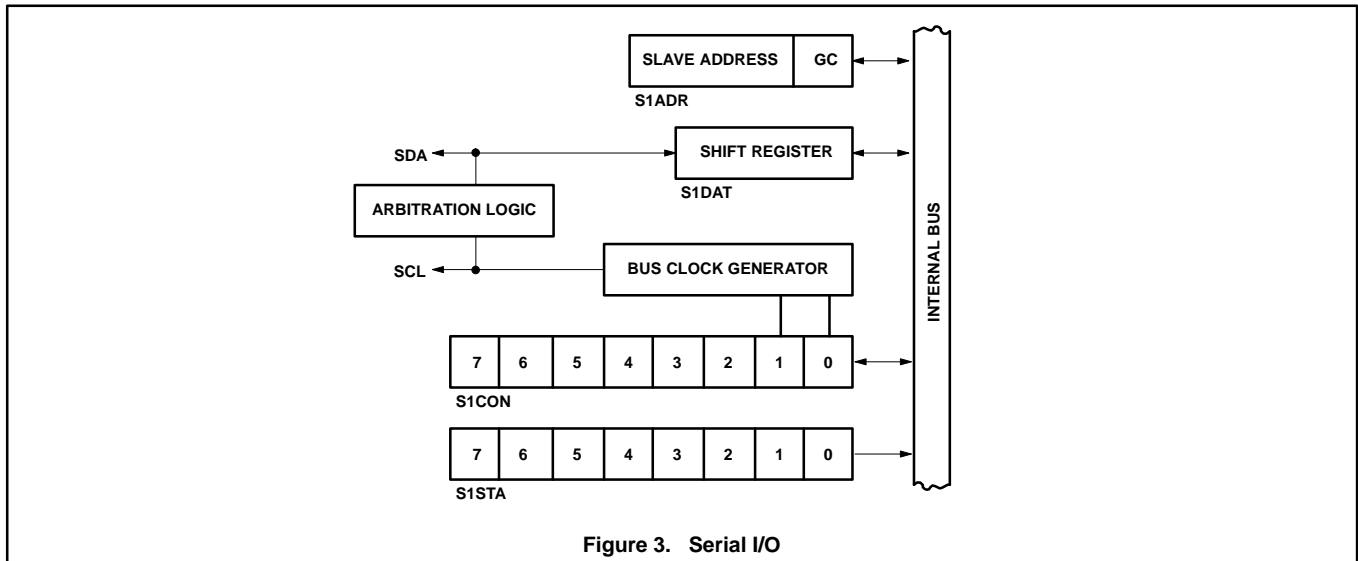 SLAVE ADDRESS GC
S1ADR
SDA SHIFT REGISTER
S1DAT
ARBITRATION LOGIC
SCL BUS CLOCK GENERATOR
INTERNAL BUS
7 6 5 4 3 2 1 0
S1CON
7 6 5 4 3 2 1 0
S1STA
Figure 3. Serial I/O